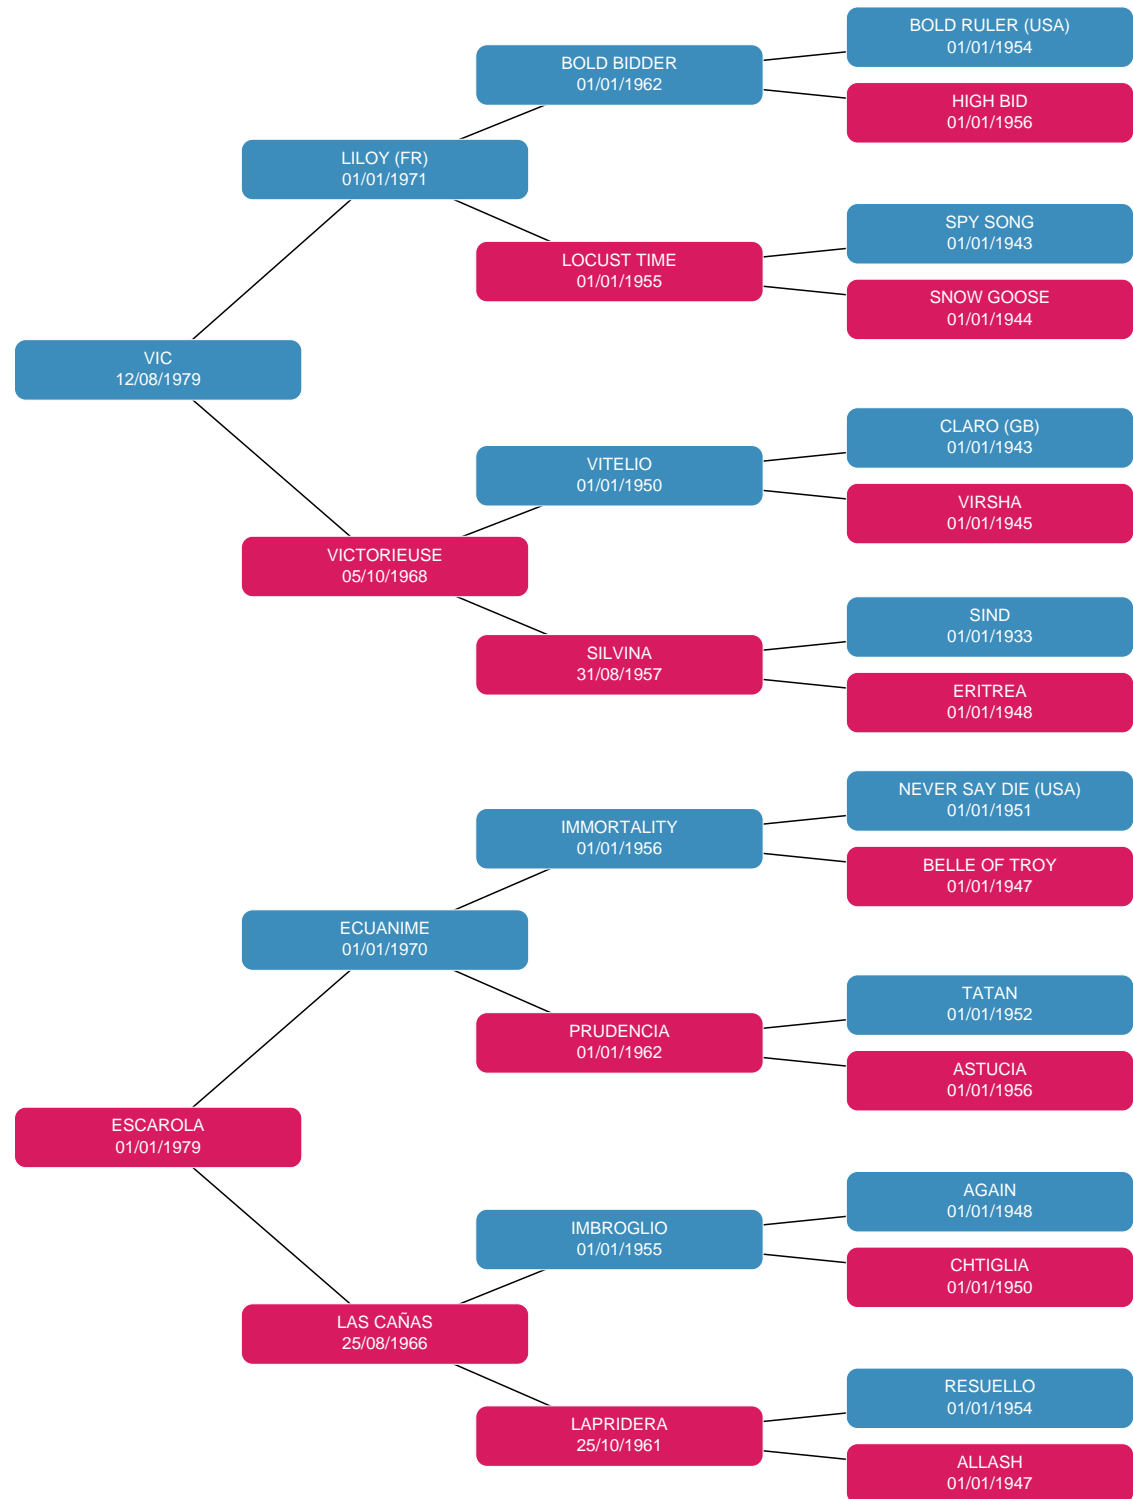 BOLD RULER (USA)
01/01/1954
BOLD BIDDER
01/01/1962
HIGH BID
01/01/1956
LILOY (FR)
01/01/1971
SPY SONG
01/01/1943
LOCUST TIME
01/01/1955
SNOW GOOSE
01/01/1944
VIC
12/08/1979
CLARO (GB)
01/01/1943
VITELIO
01/01/1950
VIRSHA
01/01/1945
VICTORIEUSE
05/10/1968
SIND
01/01/1933
SILVINA
31/08/1957
ERITREA
01/01/1948
NEVER SAY DIE (USA)
01/01/1951
IMMORTALITY
01/01/1956
BELLE OF TROY
01/01/1947
ECUANIME
01/01/1970
TATAN
01/01/1952
PRUDENCIA
01/01/1962
ASTUCIA
01/01/1956
ESCAROLA
01/01/1979
AGAIN
01/01/1948
IMBROGLIO
01/01/1955
CHTIGLIA
01/01/1950
LAS CAÑAS
25/08/1966
RESUELLO
01/01/1954
LAPRIDERA
25/10/1961
ALLASH
01/01/1947